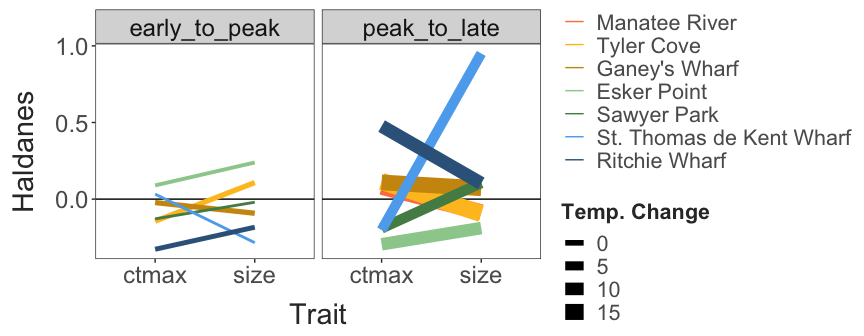 early_to_peak
peak_to_late
1.0
0.5
0.0
Haldanes
ctmax
size
ctmax
size
Trait
Manatee River
Tyler Cove
Ganey's Wharf
Esker Point
Sawyer Park
St. Thomas de Kent Wharf
Ritchie Wharf
Temp. Change
0
5
10
15